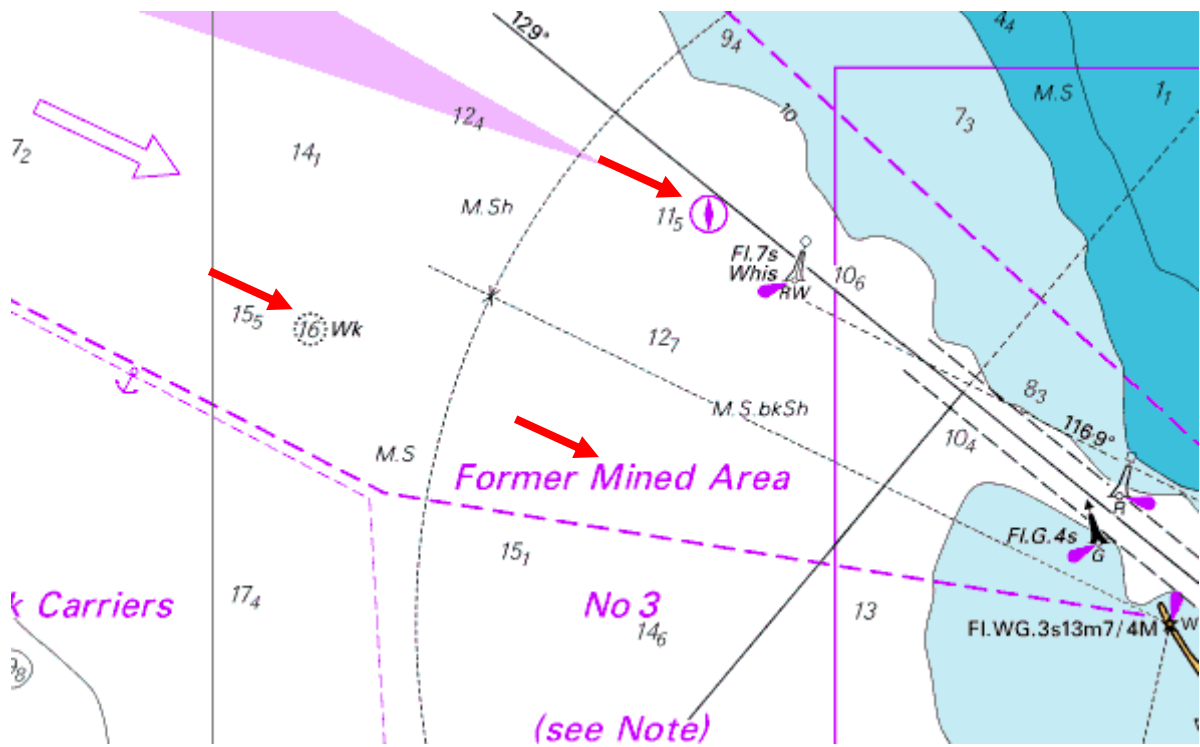 129°
9₄
4₄
M.S
1₁
10
7₃
12₄
7₂
14₁
M.Sh
11₅
Fl.7s
Whis
RW
10₆
15₅
16 Wk
12₇
8₃
M.S.bkSh
116·9°
10₄
M.S
Former Mined Area
R
Fl.G.4s
G
15₁
k Carriers
17₄
No 3
14₆
13
Fl.WG.3s13m7/4M
W
9₈
(see Note)